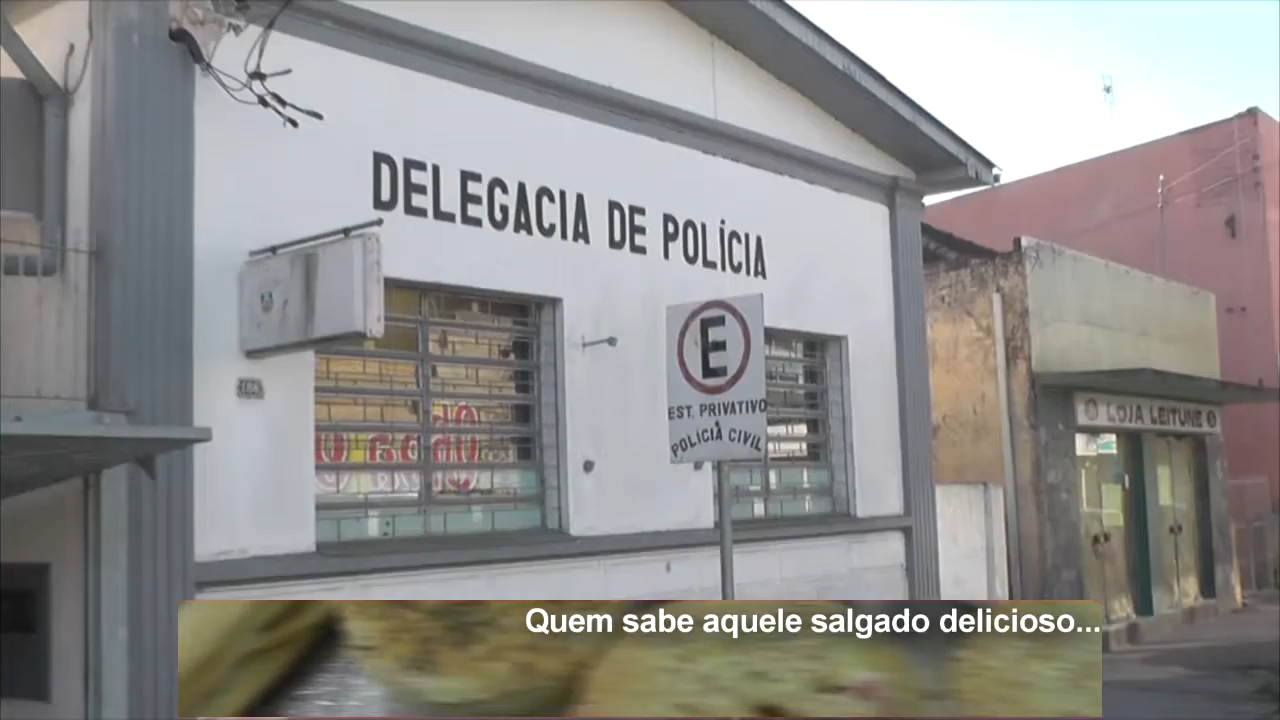 DELEGACIA DE POLÍCIA
E
EST. PRIVATIVO
POLÍCIA CIVIL
LOJA LEITUNE
Quem sabe aquele salgado delicioso...